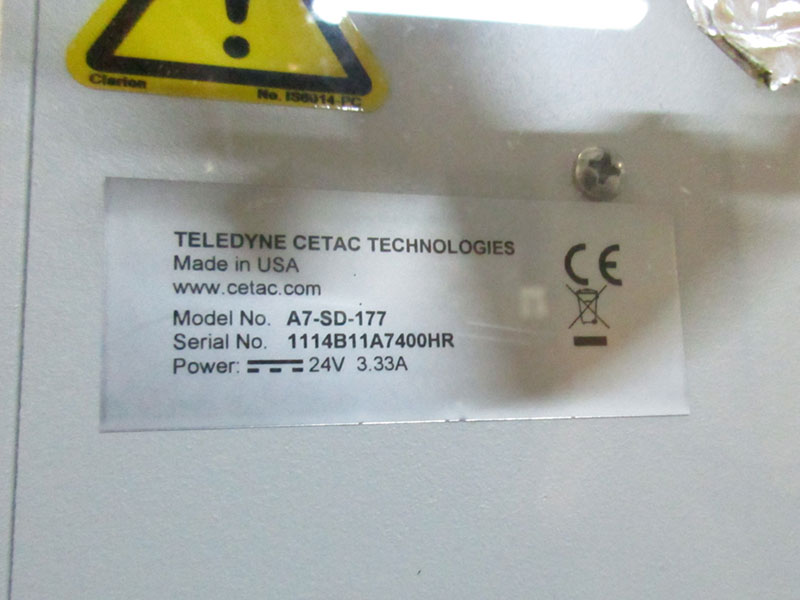 Clarion
No. IS6014-PC
TELEDYNE CETAC TECHNOLOGIES
Made in USA
www.cetac.com
Model No. A7-SD-177
Serial No. 1114B11A7400HR
Power: 24V 3.33A
CE